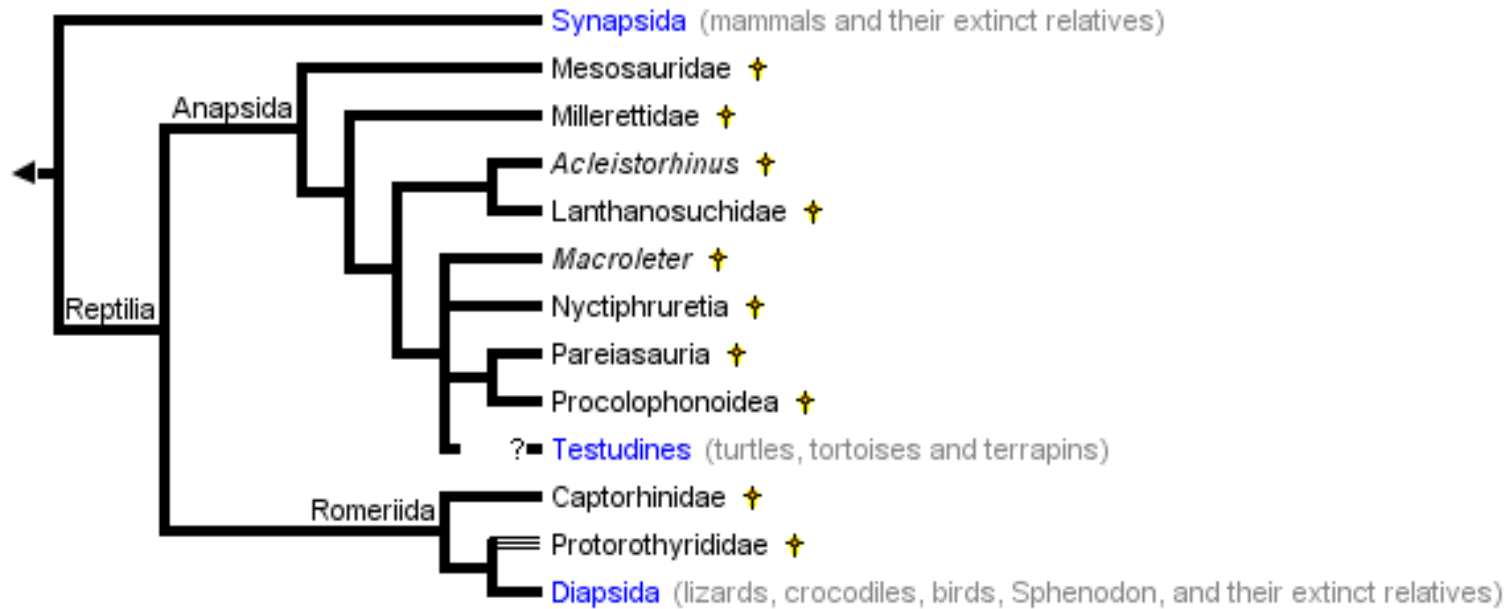 Synapsida (mammals and their extinct relatives)
Mesosauridae
Anapsida
Millerettidae
Acleistorhinus
Lanthanosuchidae
Macroleter
Reptilia
Nyctiphruretia
Pareiasauria
Procolophonoidea
? Testudines (turtles, tortoises and terrapins)
Captorhinidae
Romeriida
Protorothyrididae
Diapsida (lizards, crocodiles, birds, Sphenodon, and their extinct relatives)